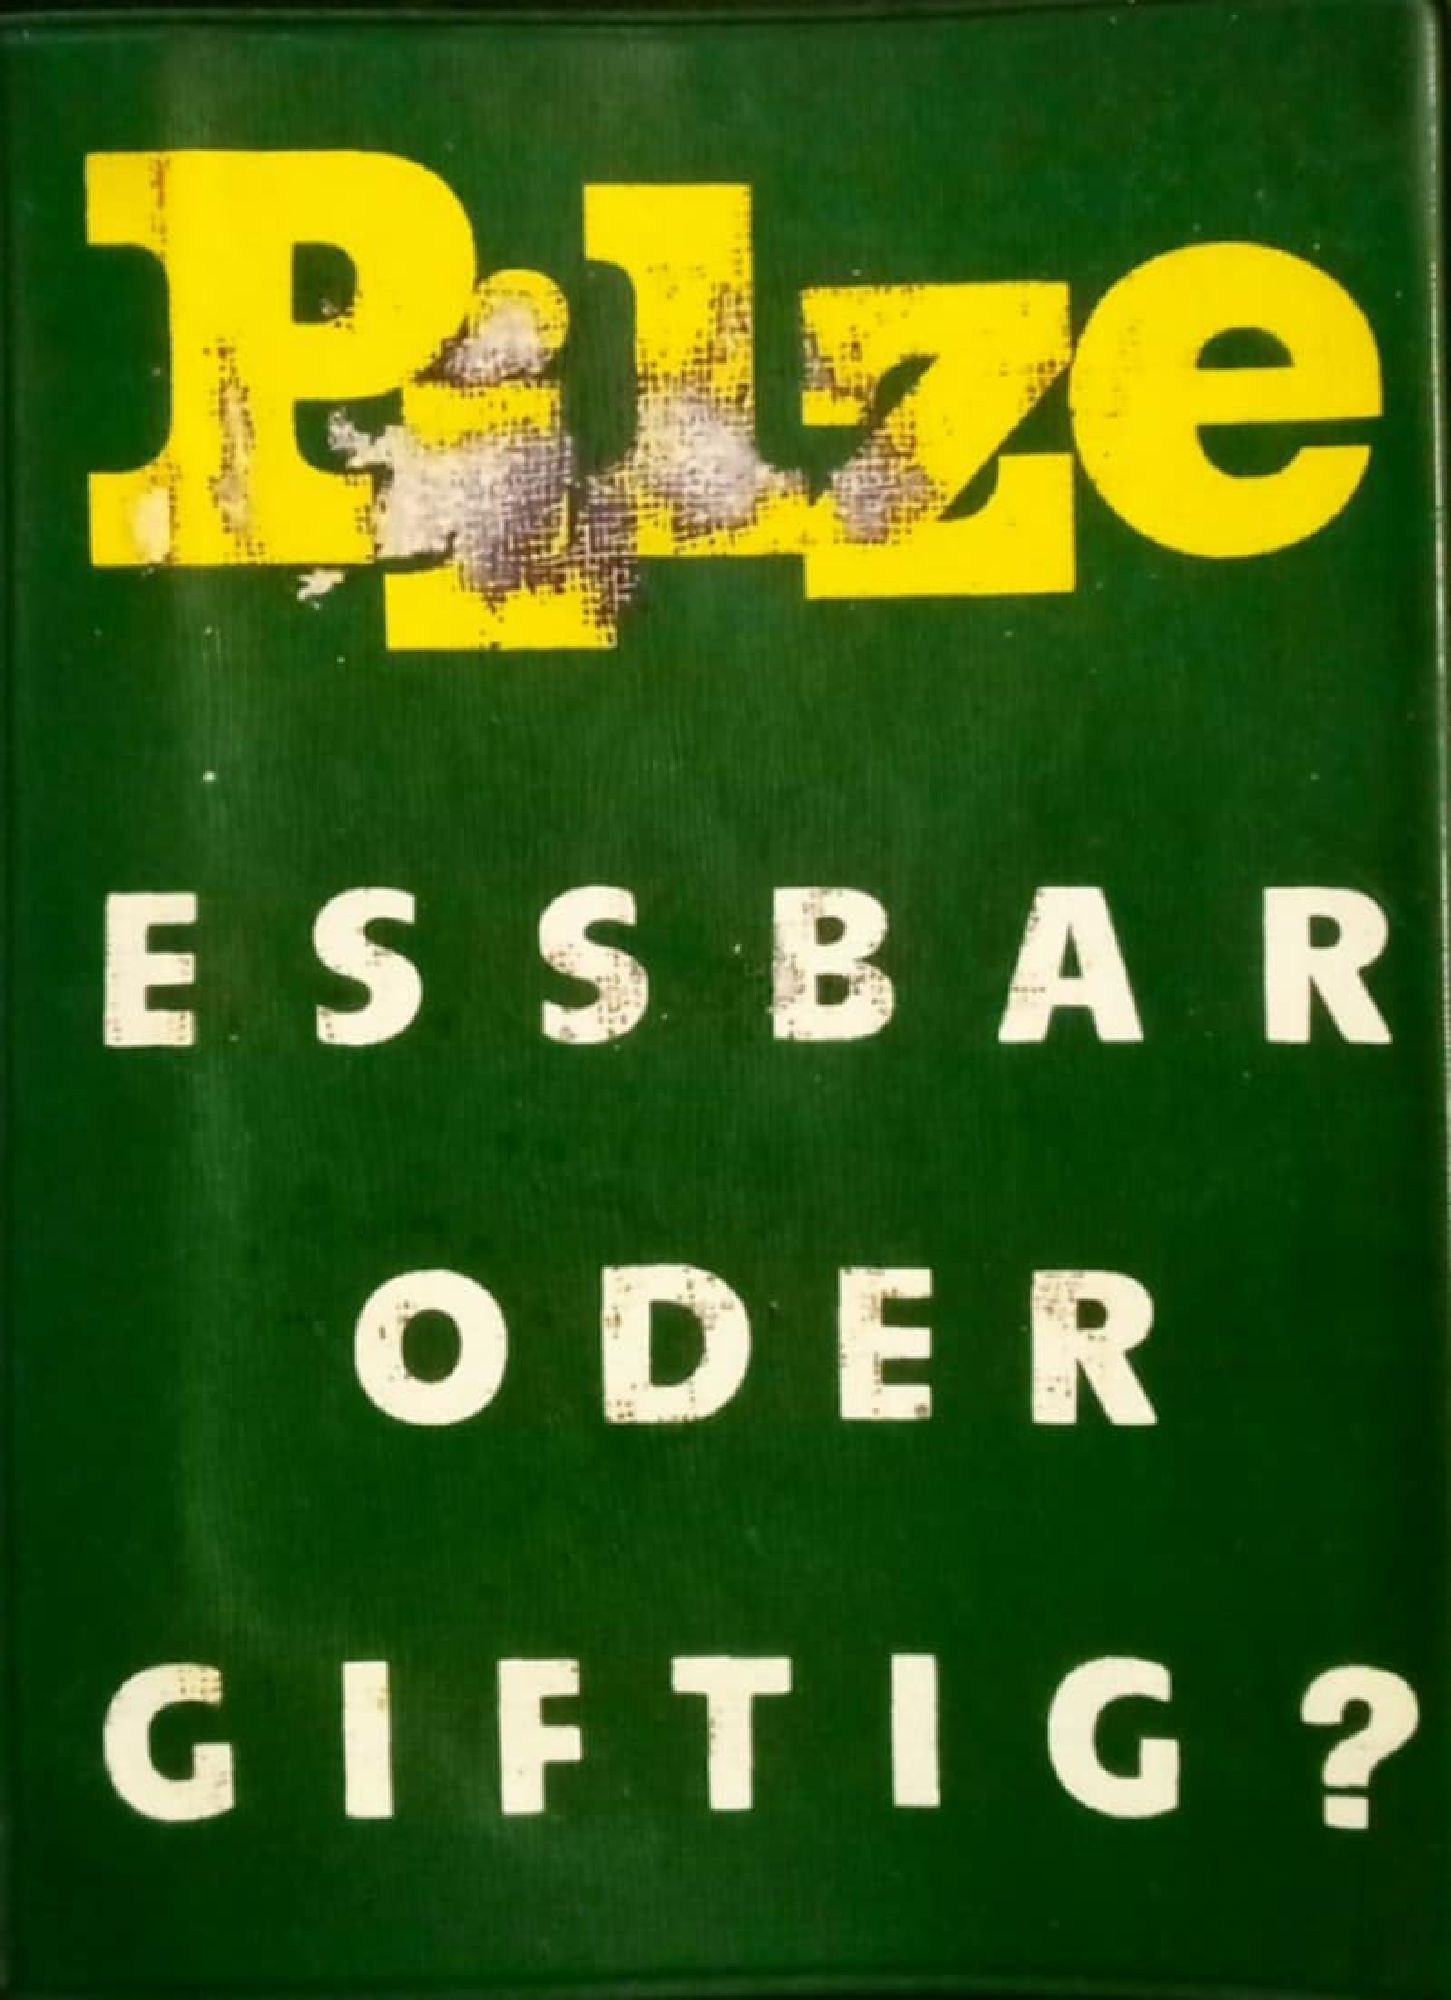 Pilze
ESSBAR
ODER
GIFTIG?